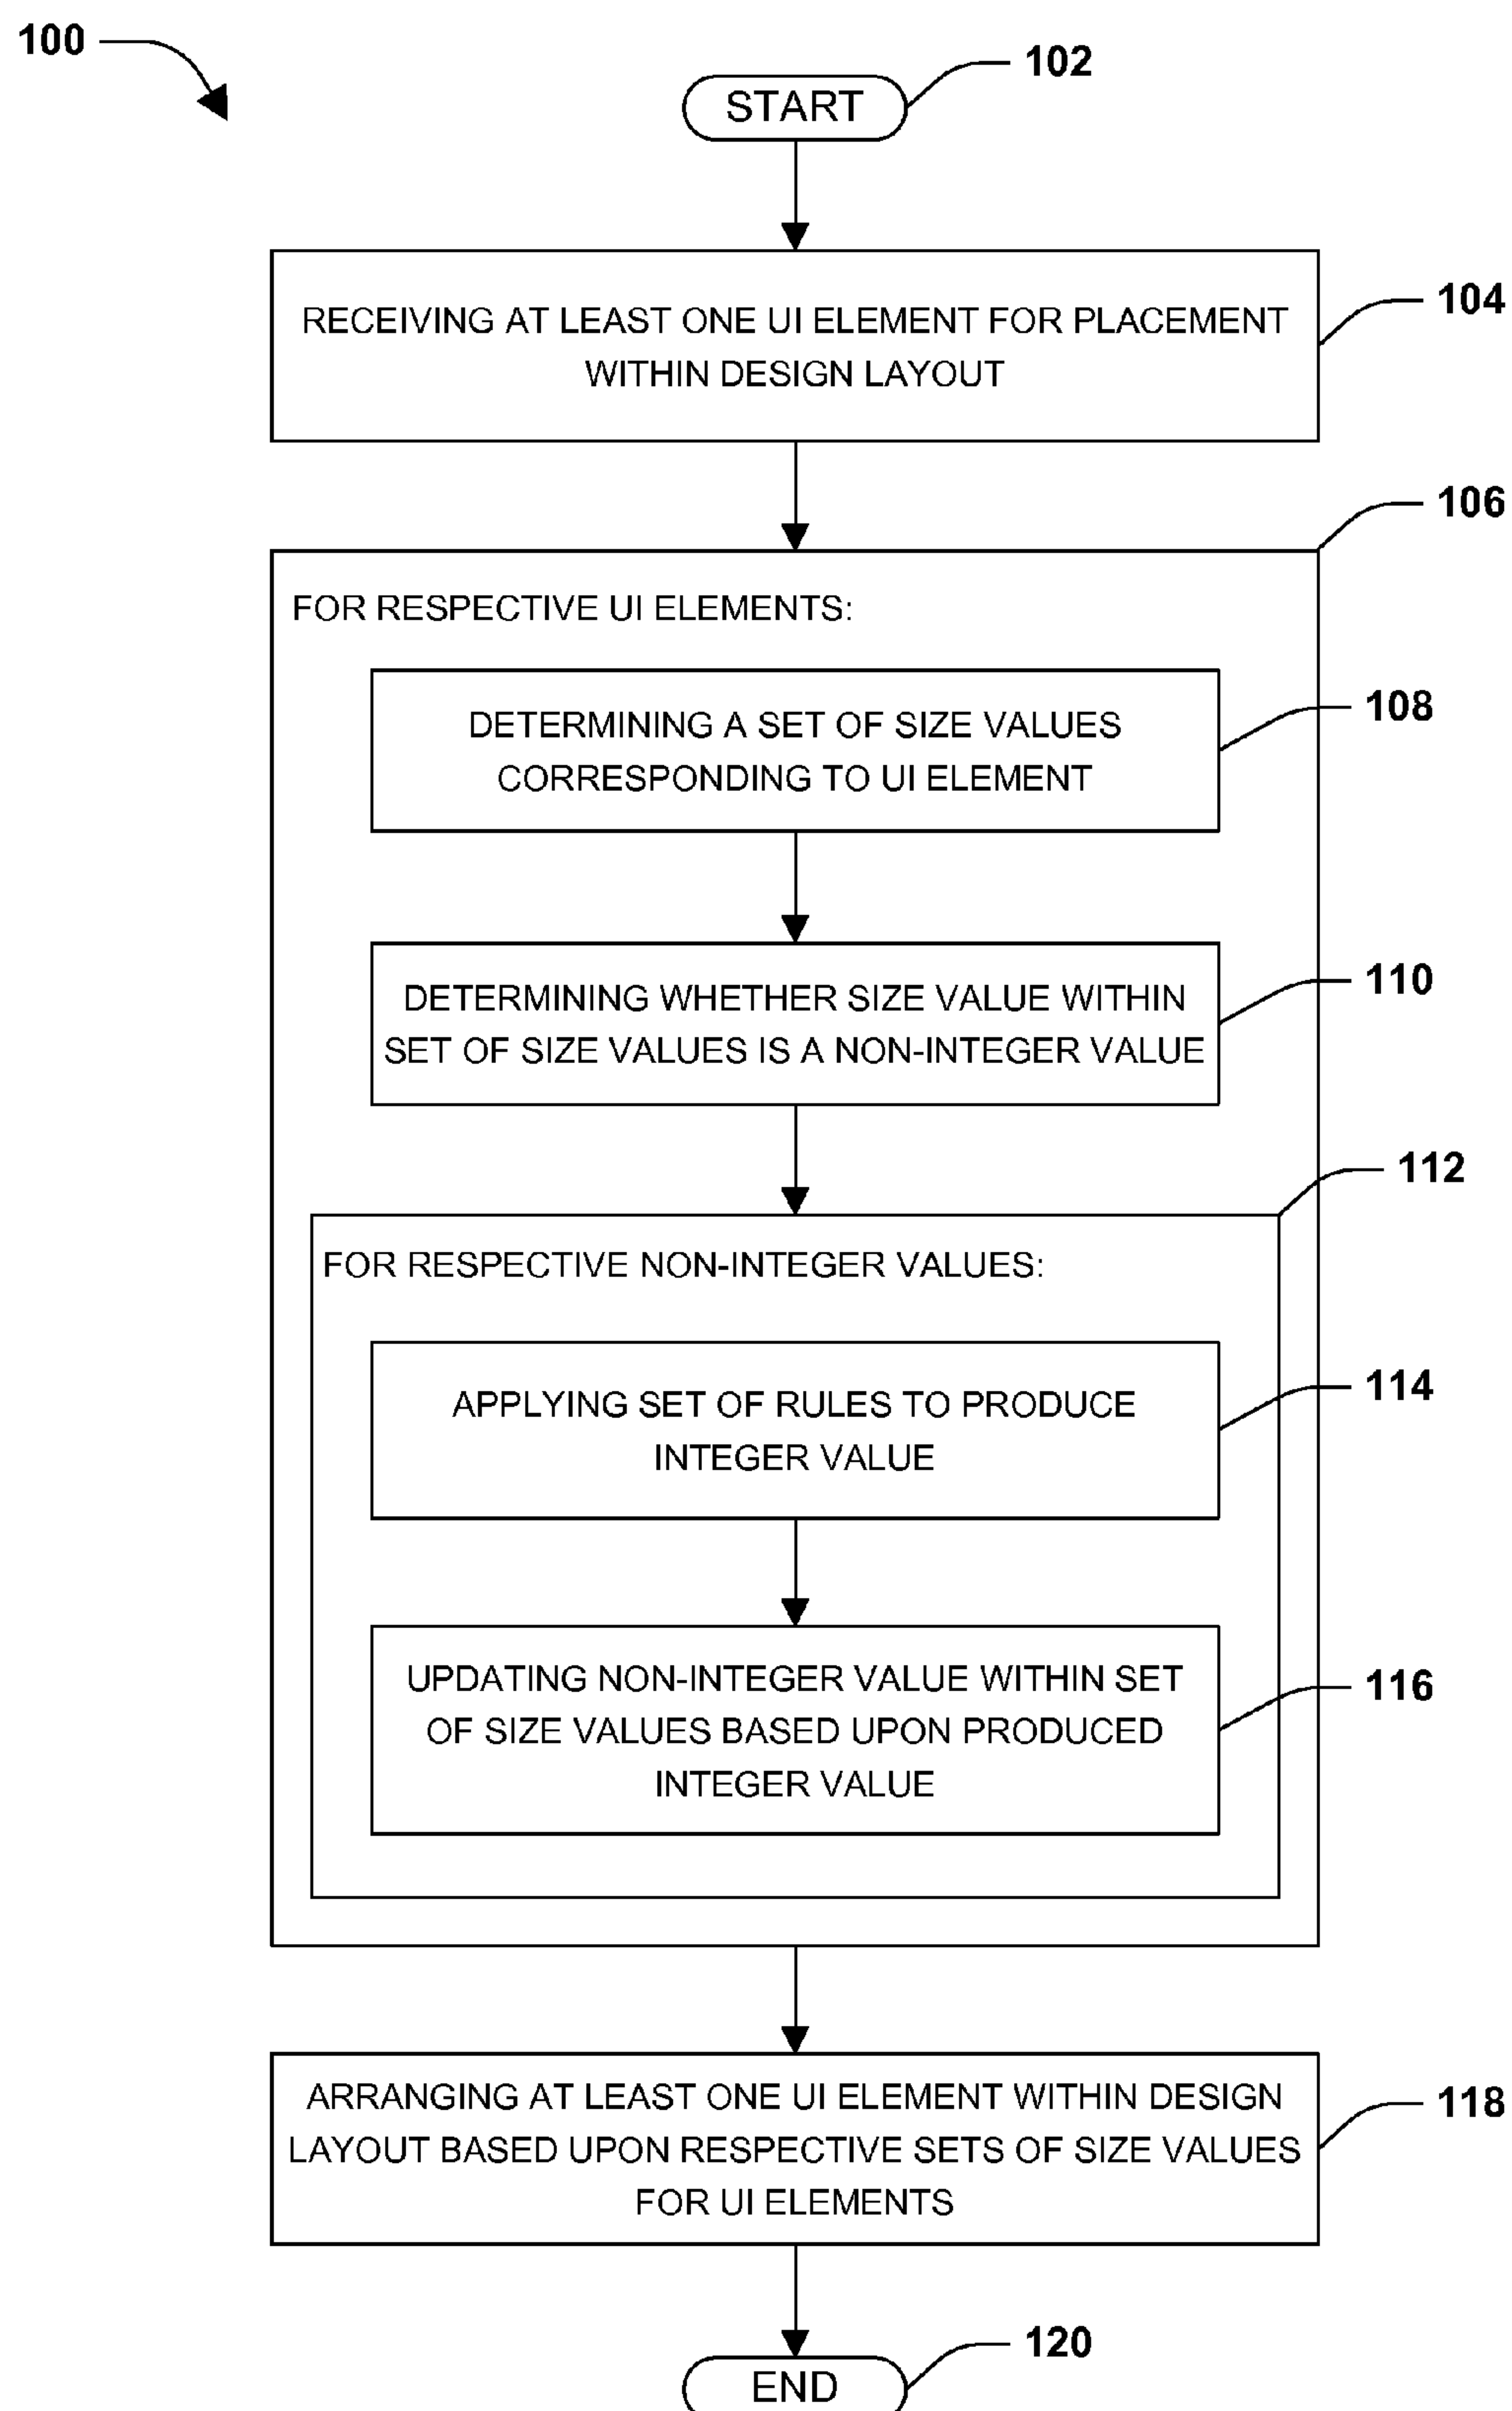 100
102
START
RECEIVING AT LEAST ONE UI ELEMENT FOR PLACEMENT
WITHIN DESIGN LAYOUT
104
106
FOR RESPECTIVE UI ELEMENTS:
DETERMINING A SET OF SIZE VALUES
CORRESPONDING TO UI ELEMENT
108
DETERMINING WHETHER SIZE VALUE WITHIN
SET OF SIZE VALUES IS A NON-INTEGER VALUE
110
112
FOR RESPECTIVE NON-INTEGER VALUES:
APPLYING SET OF RULES TO PRODUCE
INTEGER VALUE
114
UPDATING NON-INTEGER VALUE WITHIN SET
OF SIZE VALUES BASED UPON PRODUCED
INTEGER VALUE
116
ARRANGING AT LEAST ONE UI ELEMENT WITHIN DESIGN
LAYOUT BASED UPON RESPECTIVE SETS OF SIZE VALUES
FOR UI ELEMENTS
118
120
END